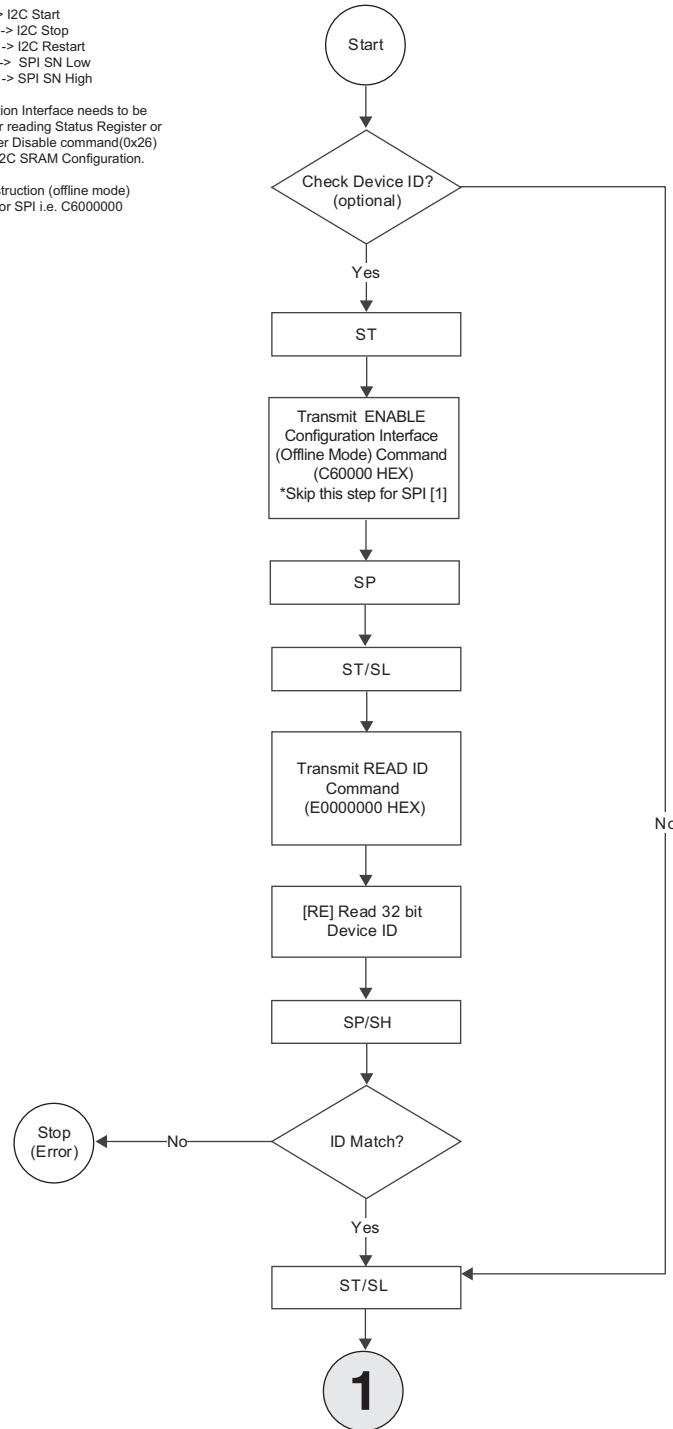 > I2C Start
-> I2C Stop
-> I2C Restart
-> SPI SN Low
-> SPI SN High
tion Interface needs to be
r reading Status Register or
er Disable command(0x26)
2C SRAM Configuration.
struction (offline mode)
or SPI i.e. C6000000
Start
Check Device ID?
(optional)
Yes
ST
Transmit ENABLE
Configuration Interface
(Offline Mode) Command
(C60000 HEX)
*Skip this step for SPI [1]
SP
ST/SL
Transmit READ ID
Command
(E0000000 HEX)
No
[RE] Read 32 bit
Device ID
SP/SH
Stop
(Error)
No
ID Match?
Yes
ST/SL
1